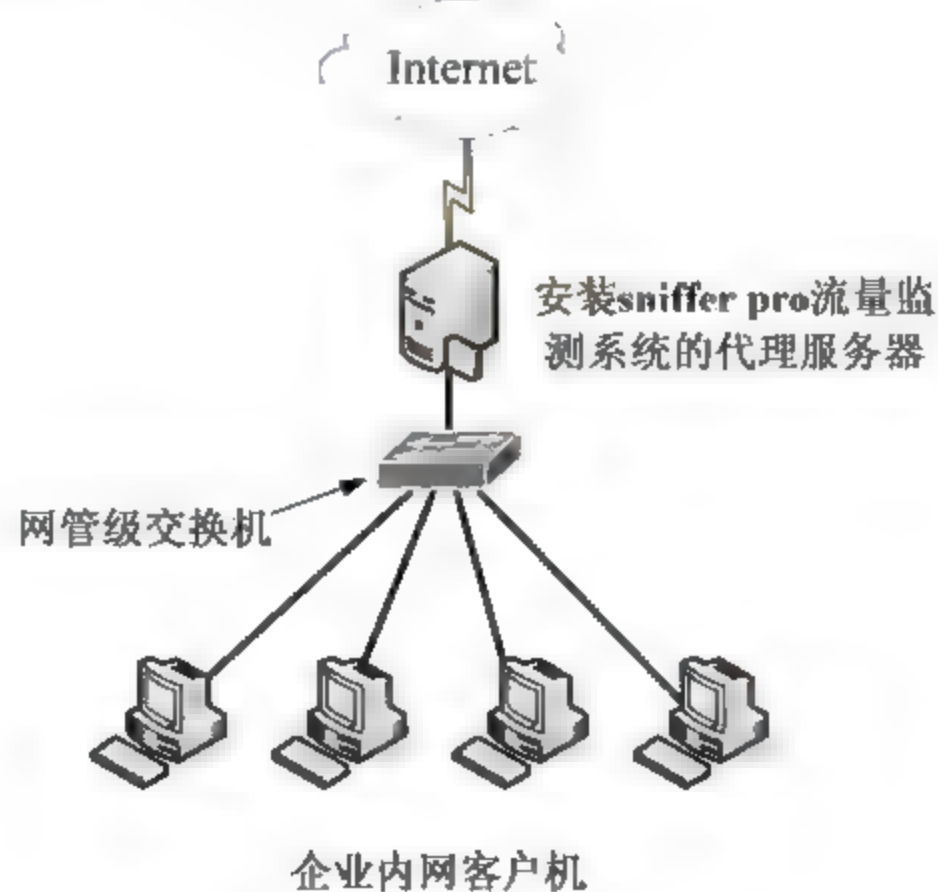 Internet
安装sniffer pro流量监
测系统的代理服务器
网管级交换机
企业内网客户机